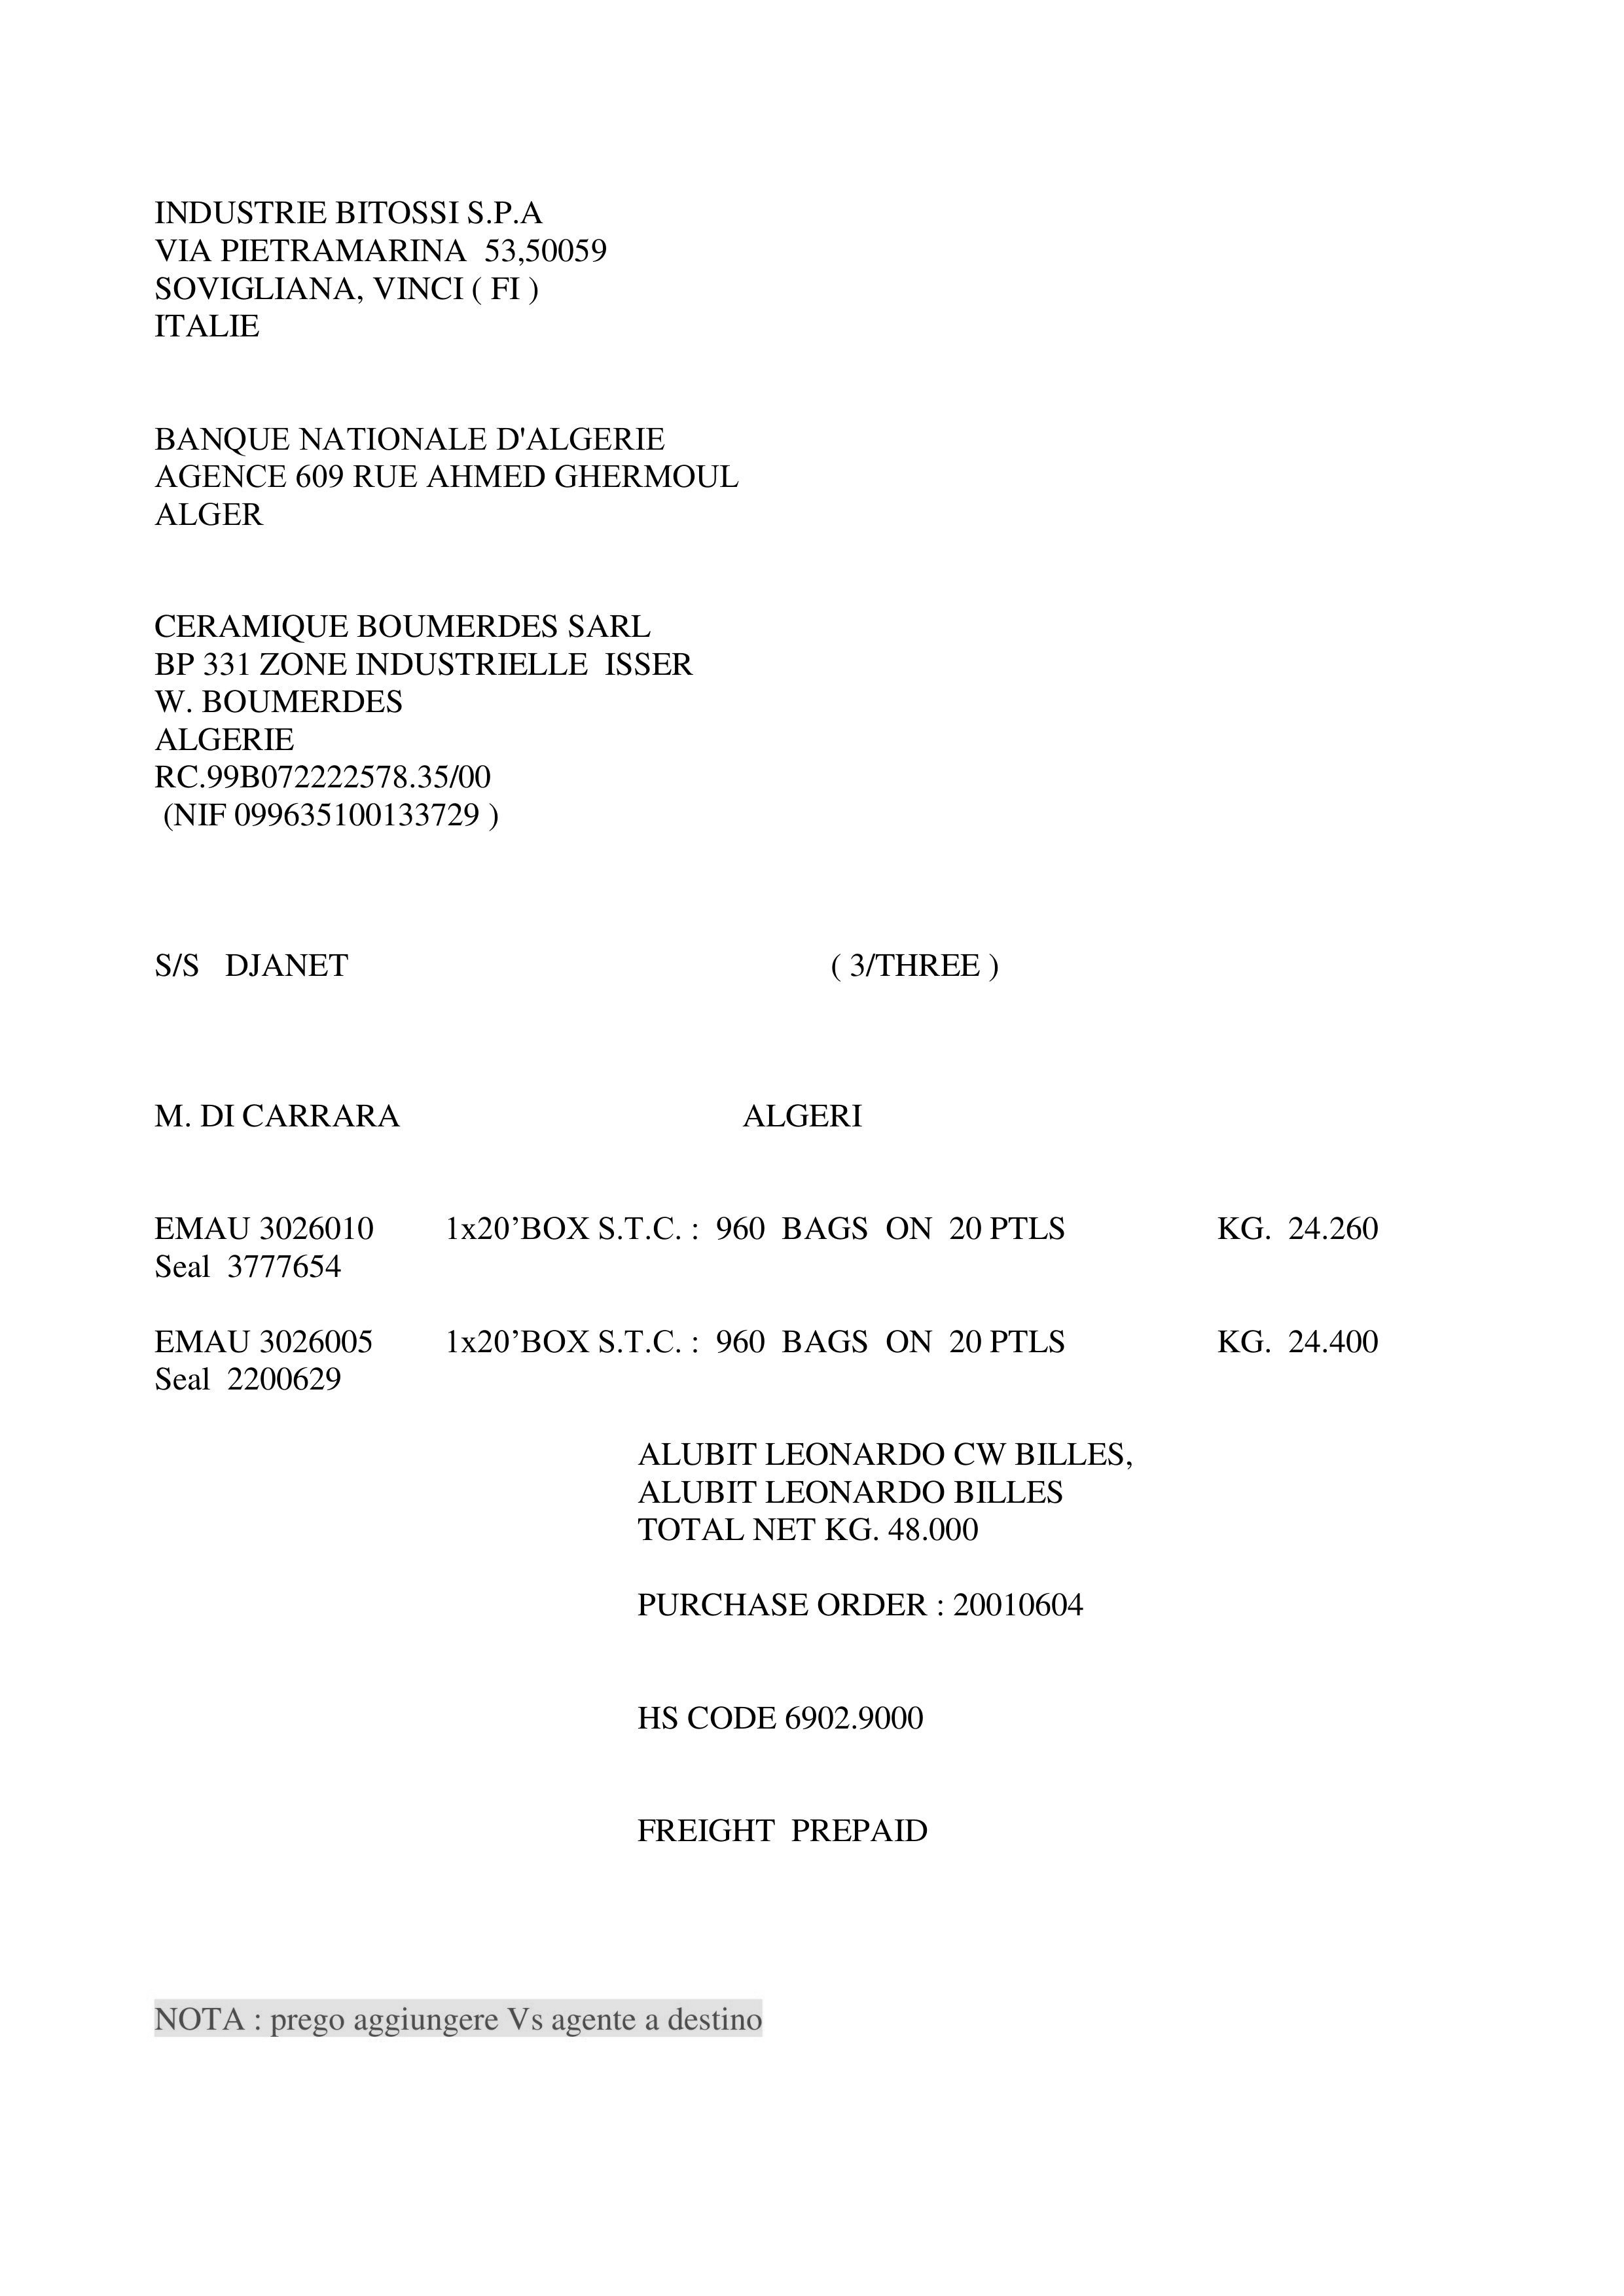 INDUSTRIE BITOSSI S.P.A
VIA PIETRAMARINA 53,50059
SOVIGLIANA, VINCI ( FI )
ITALIE
BANQUE NATIONALE D'ALGERIE
AGENCE 609 RUE AHMED GHERMOUL
ALGER
CERAMIQUE BOUMERDES SARL
BP 331 ZONE INDUSTRIELLE ISSER
W. BOUMERDES
ALGERIE
RC.99B072222578.35/00
(NIF 099635100133729 )
S/S DJANET ( 3/THREE )
M. DI CARRARA ALGERI
EMAU 3026010 1x20’BOX S.T.C. : 960 BAGS ON 20 PTLS KG. 24.260
Seal 3777654
EMAU 3026005 1x20’BOX S.T.C. : 960 BAGS ON 20 PTLS KG. 24.400
Seal 2200629
ALUBIT LEONARDO CW BILLES,
ALUBIT LEONARDO BILLES
TOTAL NET KG. 48.000
PURCHASE ORDER : 20010604
HS CODE 6902.9000
FREIGHT PREPAID
NOTA : prego aggiungere Vs agente a destino